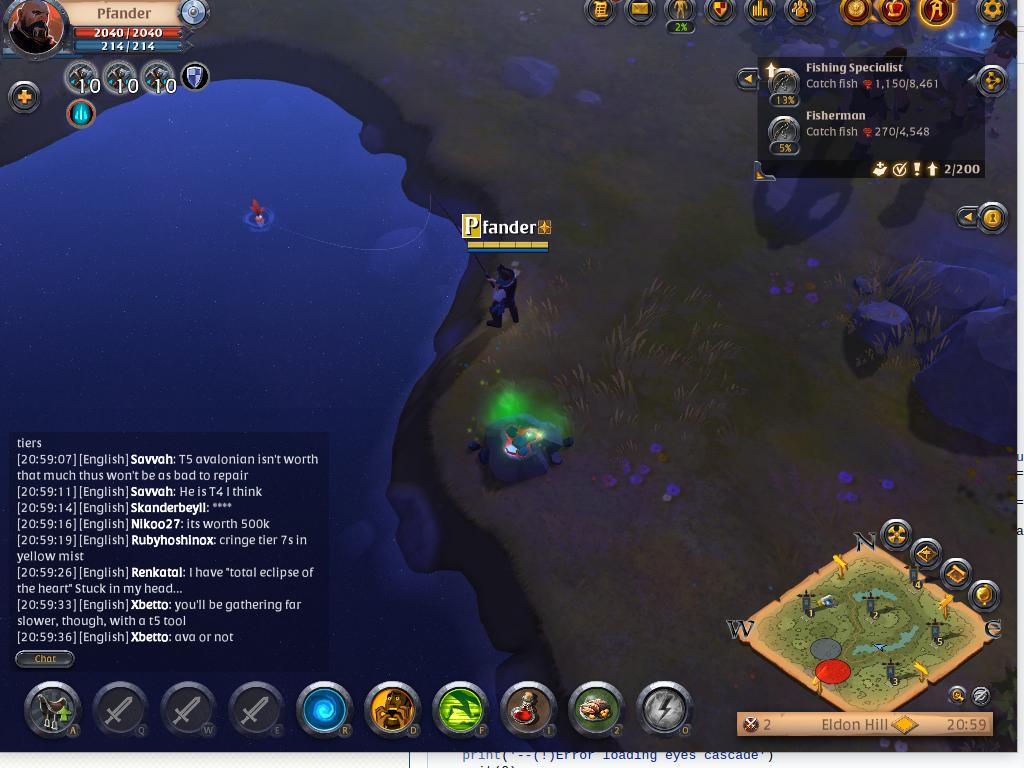 Pfander
2040/2040
214/214
10 10 10
2%
Fishing Specialist
Catch fish 1,150/8,461
13%
Fisherman
Catch fish 270/4,548
5%
2/200
Pfander
tiers
[20:59:07] [English] Savvah: T5 avalonian isn't worth
that much thus won't be as bad to repair
[20:59:11] [English] Savvah: He is T4 I think
[20:59:14] [English] Skanderbeyll: ****
[20:59:16] [English] Nikoo27: its worth 500k
[20:59:19] [English] Rubyhoshinox: cringe tier 7s in
yellow mist
[20:59:26] [English] Renkatal: I have "total eclipse of
the heart" Stuck in my head...
[20:59:33] [English] Xbetto: you'll be gathering far
slower, though, with a t5 tool
[20:59:36] [English] Xbetto: ava or not
Chat
A Q W E R D F 1 2 O
N
W
E
1 2 3 4 5
2 Eldon Hill 20:59
print('--(!)Error loading eyes cascade')